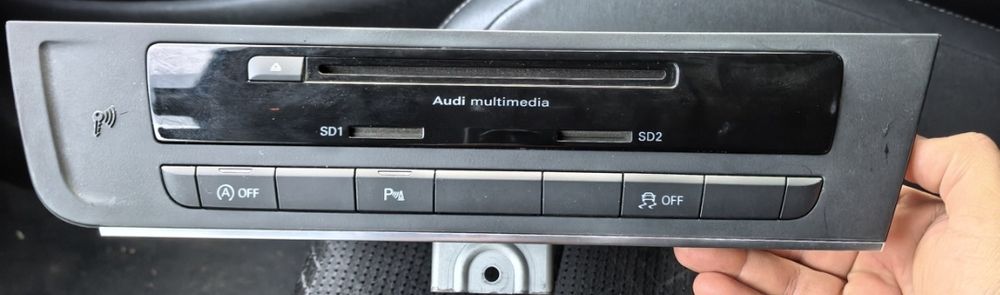 Audi multimedia
SD1
SD2
A OFF
P
OFF